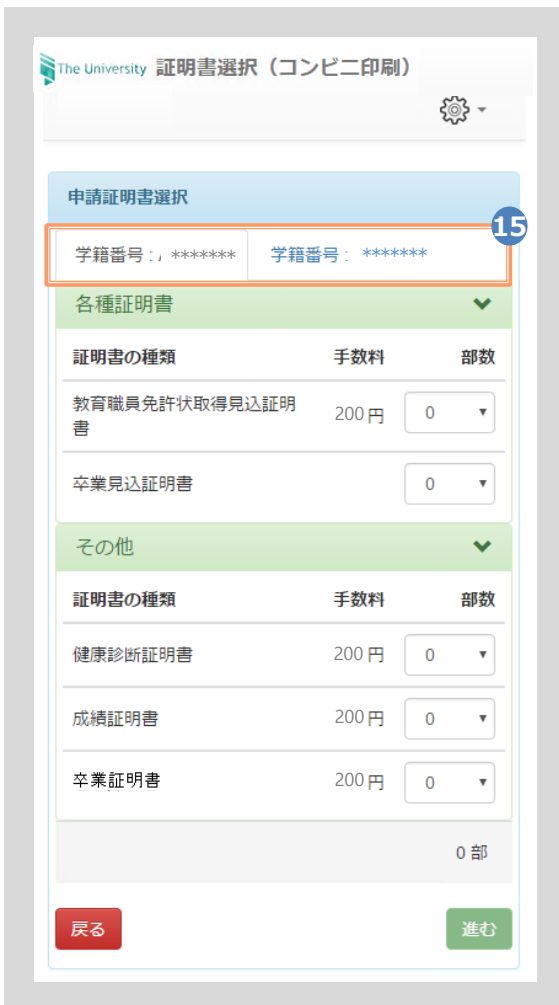 The University 証明書選択（コンビニ印刷）
申請証明書選択
15
学籍番号 : / ******* 学籍番号 : *******
各種証明書
証明書の種類 手数料 部数
教育職員免許状取得見込証明
書 200 円 0
卒業見込証明書 0
その他
証明書の種類 手数料 部数
健康診断証明書 200 円 0
成績証明書 200 円 0
卒業証明書 200 円 0
0 部
戻る 進む